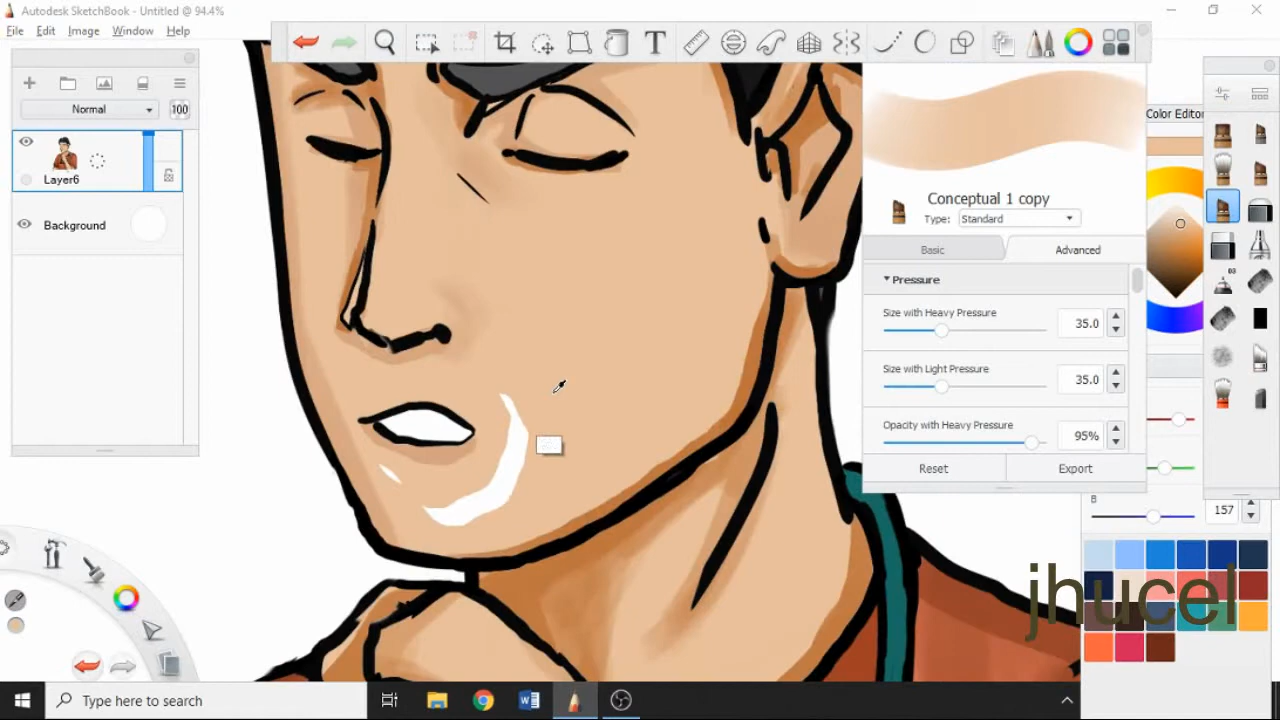 Autodesk SketchBook - Untitled @ 94.4%
File Edit Image Window Help
Normal 100
Layer6
Background
Color Editor
Conceptual 1 copy
Type: Standard
Basic Advanced
Pressure
Size with Heavy Pressure
35.0
Size with Light Pressure
35.0
Opacity with Heavy Pressure
95%
Reset Export
B
157
jhucel
Type here to search